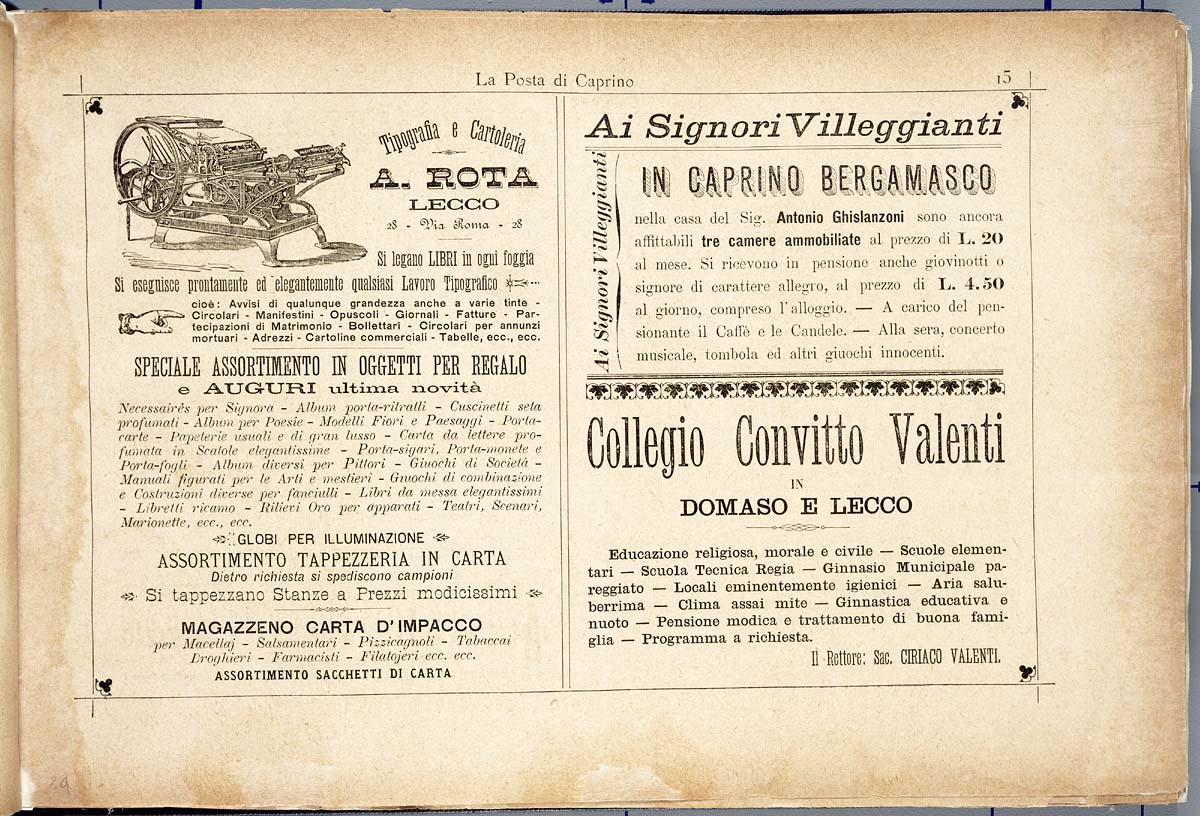 La Posta di Caprino
15
Tipografia e Cartoleria
A. ROTA
LECCO
28 - Via Roma - 28
Si legano LIBRI in ogni foggia
Si eseguisce prontamente ed elegantemente qualsiasi Lavoro Tipografico
cioè: Avvisi di qualunque grandezza anche a varie tinte -
Circolari - Manifestini - Opuscoli - Giornali - Fatture - Par-
tecipazioni di Matrimonio - Bollettari - Circolari per annunzi
mortuari - Adrezzi - Cartoline commerciali - Tabelle, ecc., ecc.
SPECIALE ASSORTIMENTO IN OGGETTI PER REGALO
e AUGURI ultima novità
Necessairès per Signora - Album porta-ritratti - Cuscinetti seta
profumati - Album per Poesie - Modelli Fiori e Paesaggi - Porta-
carte - Papeterie usuali e di gran lusso - Carta da lettere pro-
fumata in Scatole elegantissime - Porta-sigari, Porta-monete e
Porta-fogli - Album diversi per Pittori - Giuochi di Società -
Manuali figurati per le Arti e mestieri - Giuochi di combinazione
e Costruzioni diverse per fanciulli - Libri da messa elegantissimi
- Libretti ricamo - Rilievi Oro per apparati - Teatri, Scenari,
Marionette, ecc., ecc.
GLOBI PER ILLUMINAZIONE
ASSORTIMENTO TAPPEZZERIA IN CARTA
Dietro richiesta si spediscono campioni
Si tappezzano Stanze a Prezzi modicissimi
MAGAZZENO CARTA D'IMPACCO
per Macellaj - Salsamentari - Pizzicagnoli - Tabaccai
Droghieri - Farmacisti - Filatojeri ecc. ecc.
ASSORTIMENTO SACCHETTI DI CARTA
Ai Signori Villeggianti
Ai Signori Villeggianti
IN CAPRINO BERGAMASCO
nella casa del Sig. Antonio Ghislanzoni sono ancora
affittabili tre camere ammobiliate al prezzo di L. 20
al mese. Si ricevono in pensione anche giovinotti o
signore di carattere allegro, al prezzo di L. 4.50
al giorno, compreso l'alloggio. — A carico del pen-
sionante il Caffè e le Candele. — Alla sera, concerto
musicale, tombola ed altri giuochi innocenti.
Collegio Convitto Valenti
IN
DOMASO E LECCO
Educazione religiosa, morale e civile — Scuole elemen-
tari — Scuola Tecnica Regia — Ginnasio Municipale pa-
reggiato — Locali eminentemente igienici — Aria salu-
berrima — Clima assai mite — Ginnastica educativa e
nuoto — Pensione modica e trattamento di buona fami-
glia — Programma a richiesta.
Il Rettore: Sac. CIRIACO VALENTI.